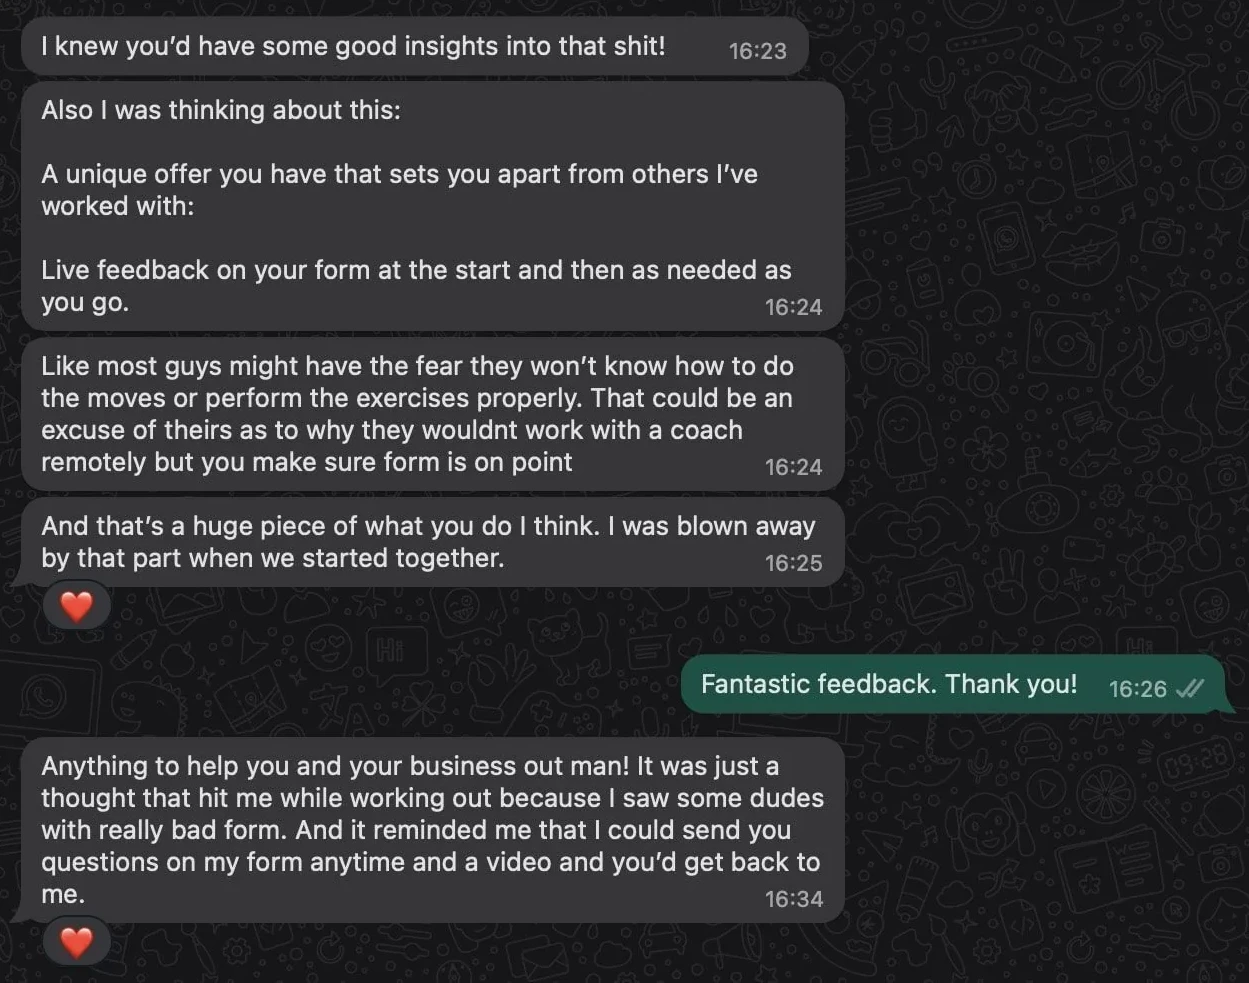 I knew you’d have some good insights into that shit! 16:23
Also I was thinking about this:
A unique offer you have that sets you apart from others I’ve
worked with:
Live feedback on your form at the start and then as needed as
you go. 16:24
Like most guys might have the fear they won’t know how to do
the moves or perform the exercises properly. That could be an
excuse of theirs as to why they wouldnt work with a coach
remotely but you make sure form is on point 16:24
And that’s a huge piece of what you do I think. I was blown away
by that part when we started together. 16:25
Hi
Hi
Fantastic feedback. Thank you! 16:26
09:28
Anything to help you and your business out man! It was just a
thought that hit me while working out because I saw some dudes
with really bad form. And it reminded me that I could send you
questions on my form anytime and a video and you’d get back to
me. 16:34